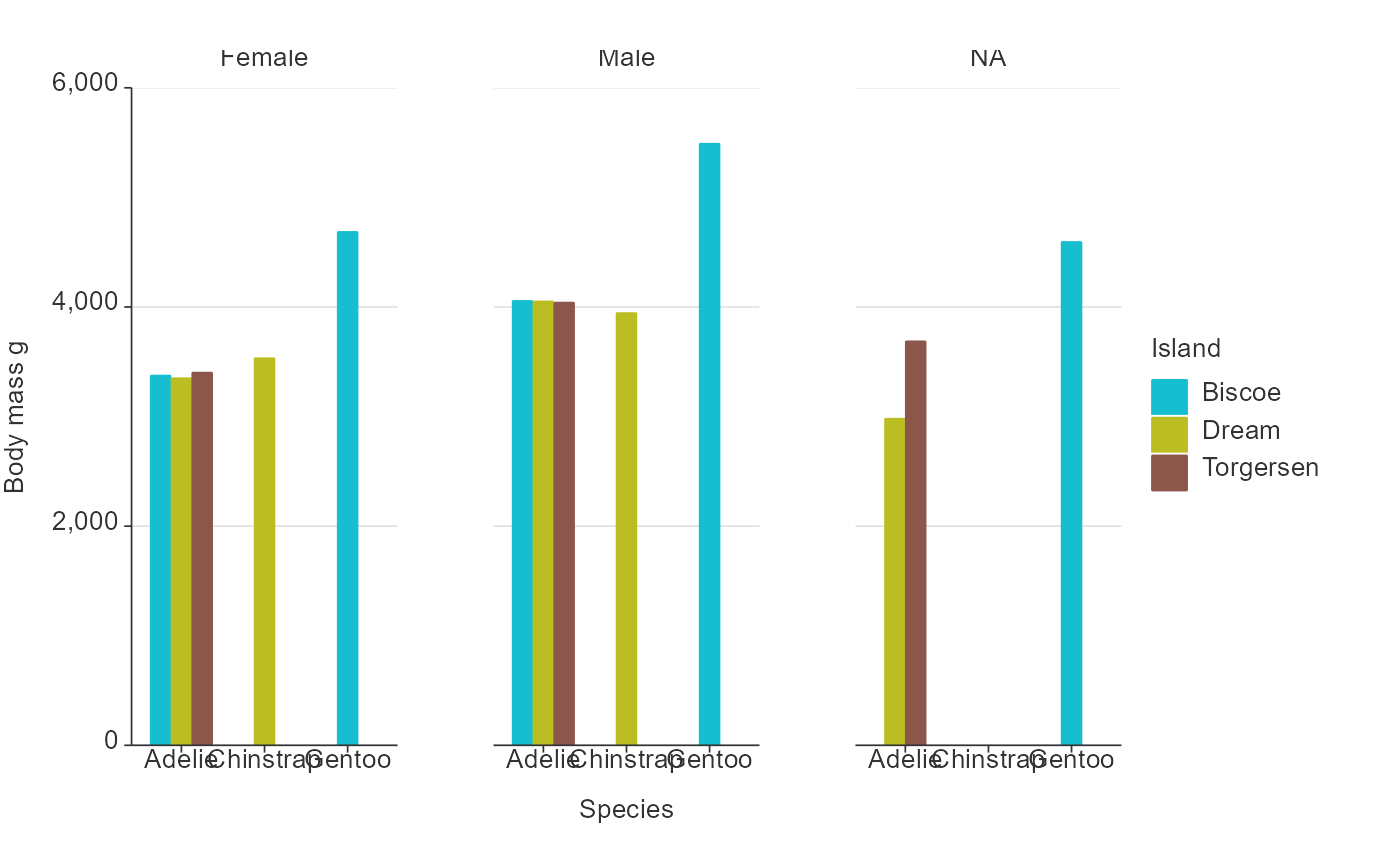 Female
Male
NA
6,000
4,000
2,000
0
Body mass g
Adelie
Chinstrap
Gentoo
Adelie
Chinstrap
Gentoo
Adelie
Chinstrap
Gentoo
Species
Island
Biscoe
Dream
Torgersen